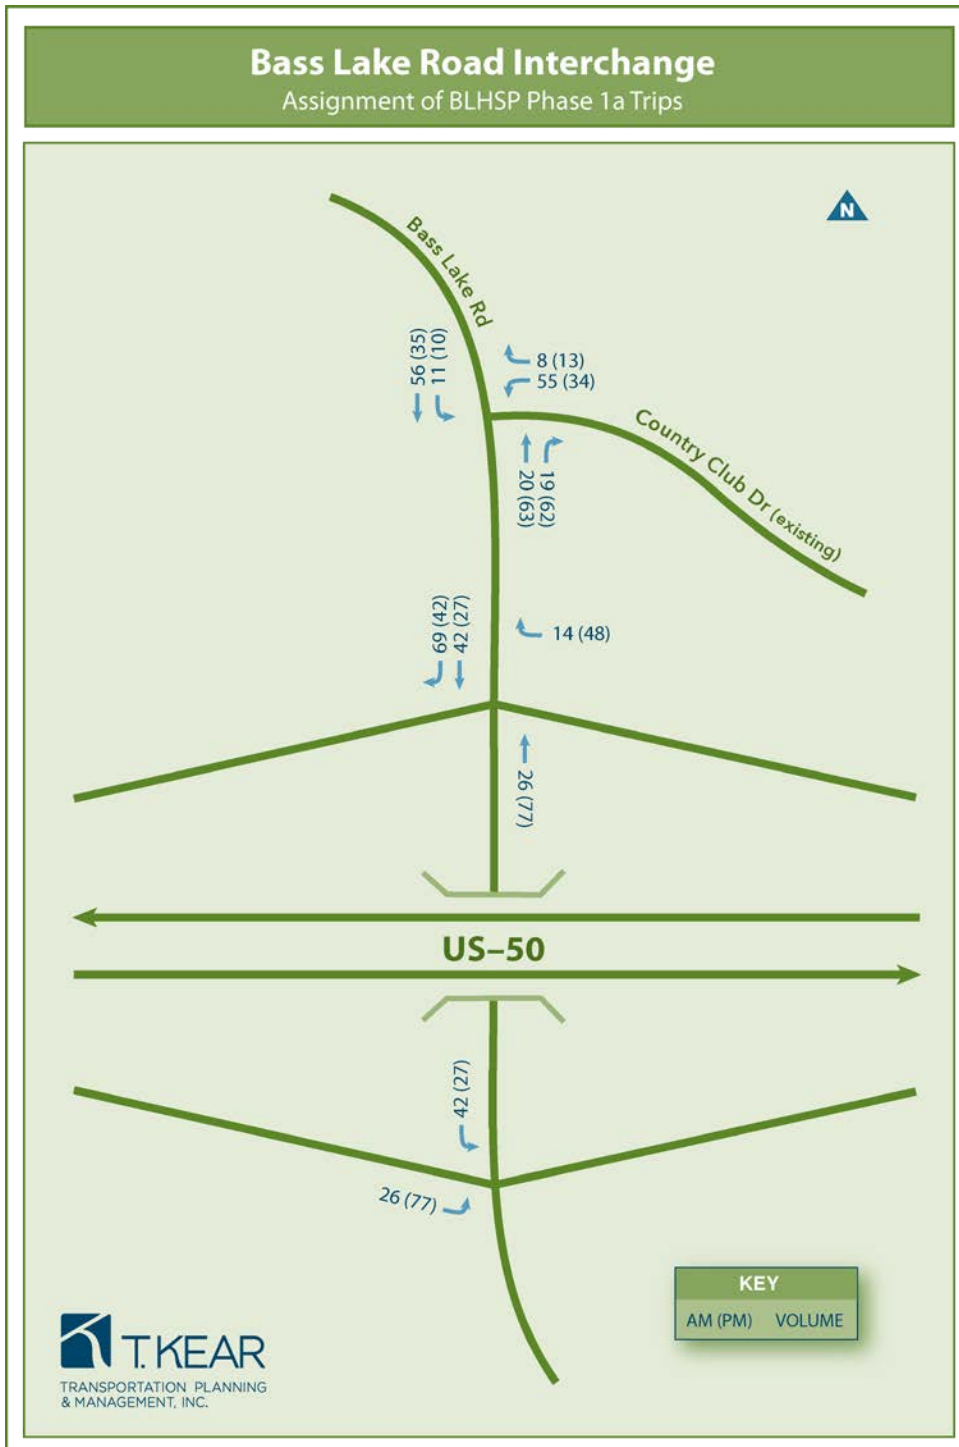 Bass Lake Road Interchange
Assignment of BLHSP Phase 1a Trips
N
Bass Lake Rd
56 (35)
11 (10)
8 (13)
55 (34)
Country Club Dr (existing)
20 (63)
19 (62)
69 (42)
42 (27)
14 (48)
26 (77)
US–50
42 (27)
26 (77)
KEY
AM (PM) VOLUME
T.KEAR
TRANSPORTATION PLANNING
& MANAGEMENT, INC.